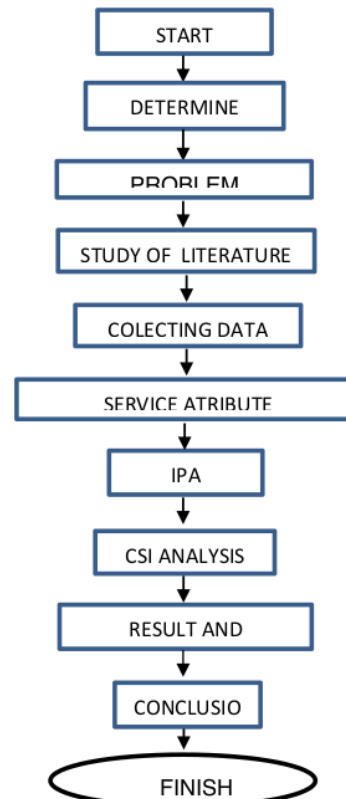 START
DETERMINE
PROBLEM
STUDY OF LITERATURE
COLECTING DATA
SERVICE ATRIBUTE
IPA
CSI ANALYSIS
RESULT AND
CONCLUSIO
FINISH